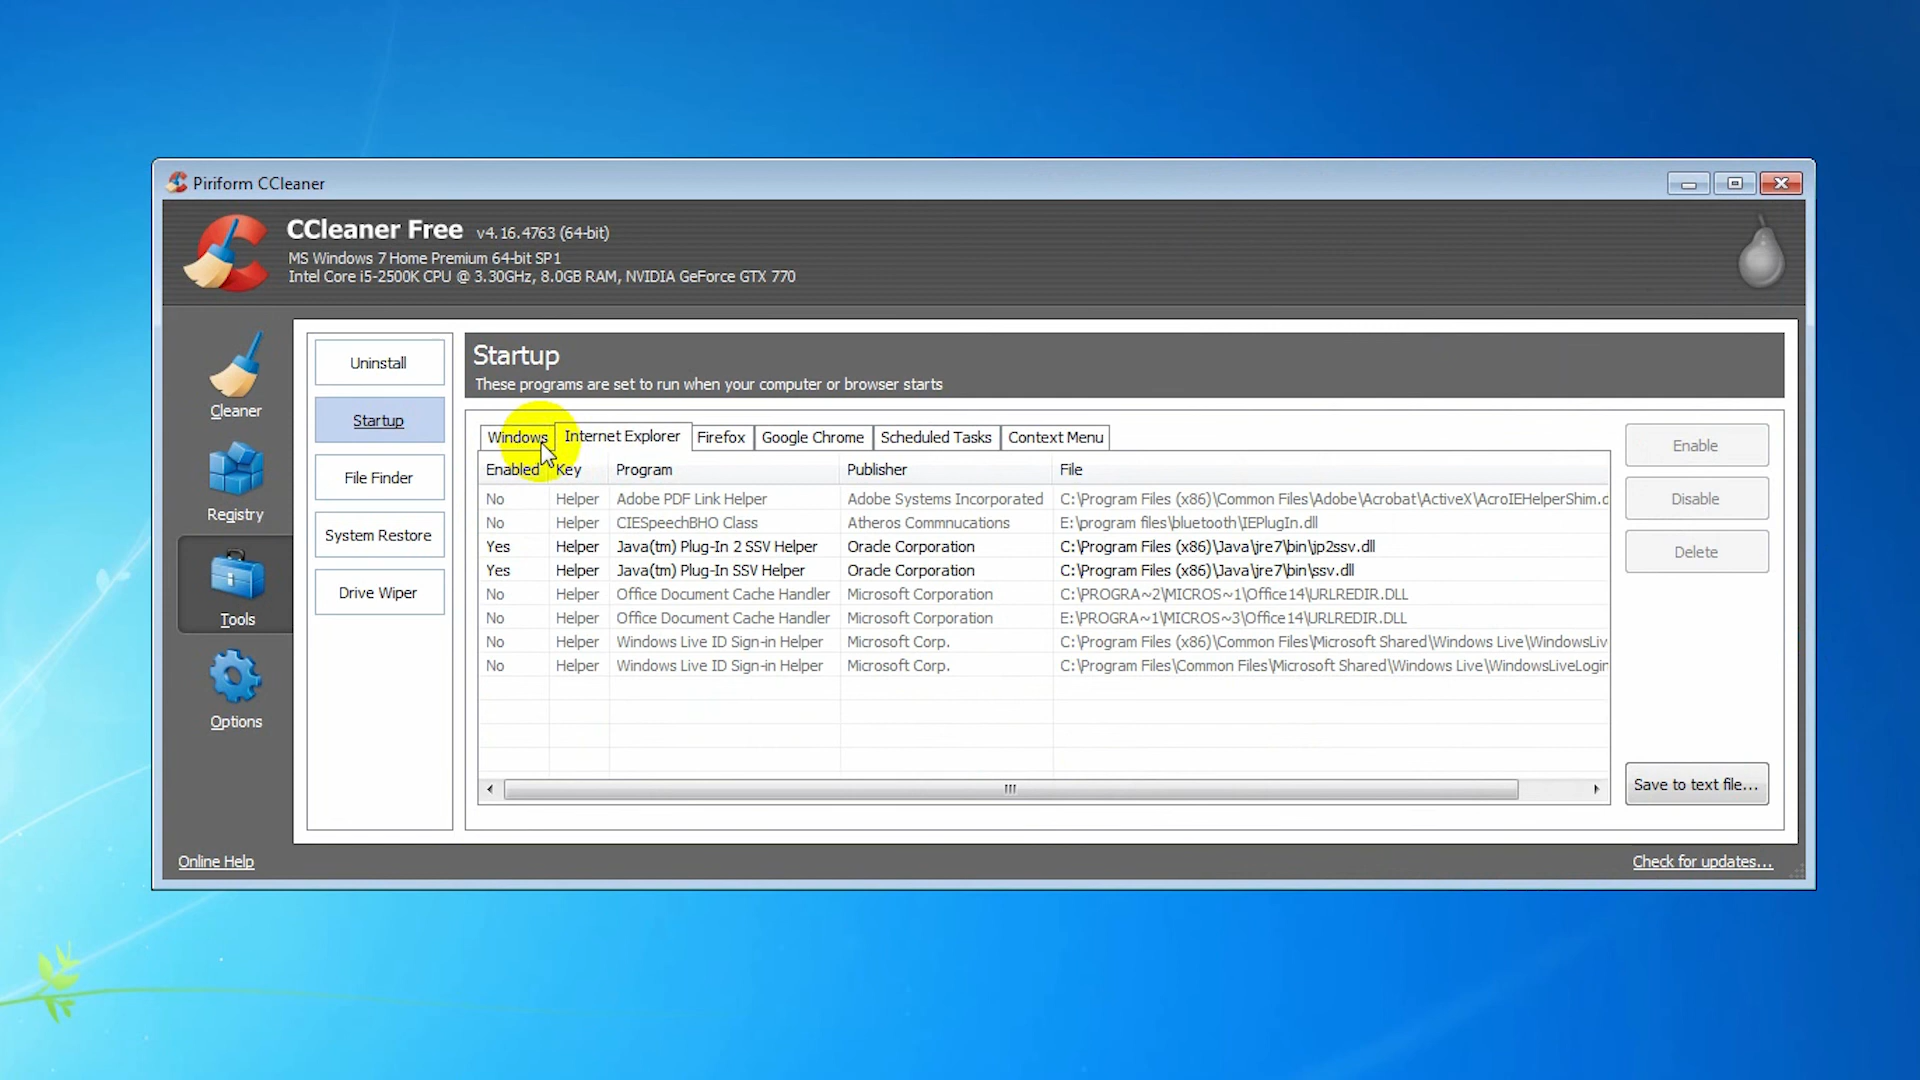 Piriform CCleaner
CCleaner Free v4.16.4763 (64-bit)
MS Windows 7 Home Premium 64-bit SP1
Intel Core i5-2500K CPU @ 3.30GHz, 8.0GB RAM, NVIDIA GeForce GTX 770
Cleaner
Registry
Tools
Options
Uninstall
Startup
File Finder
System Restore
Drive Wiper
Startup
These programs are set to run when your computer or browser starts
Windows Internet Explorer Firefox Google Chrome Scheduled Tasks Context Menu
Enabled Key Program Publisher File
No Helper Adobe PDF Link Helper Adobe Systems Incorporated C:\Program Files (x86)\Common Files\Adobe\Acrobat\ActiveX\AcroIEHelperShim.d
No Helper CIESpeechBHO Class Atheros Commnucations E:\program files\bluetooth\IEPlugIn.dll
Yes Helper Java(tm) Plug-In 2 SSV Helper Oracle Corporation C:\Program Files (x86)\Java\jre7\bin\jp2ssv.dll
Yes Helper Java(tm) Plug-In SSV Helper Oracle Corporation C:\Program Files (x86)\Java\jre7\bin\ssv.dll
No Helper Office Document Cache Handler Microsoft Corporation C:\PROGRA~2\MICROS~1\Office14\URLREDIR.DLL
No Helper Office Document Cache Handler Microsoft Corporation E:\PROGRA~1\MICROS~3\Office14\URLREDIR.DLL
No Helper Windows Live ID Sign-in Helper Microsoft Corp. C:\Program Files (x86)\Common Files\Microsoft Shared\Windows Live\WindowsLiv
No Helper Windows Live ID Sign-in Helper Microsoft Corp. C:\Program Files\Common Files\Microsoft Shared\Windows Live\WindowsLiveLogin
Enable
Disable
Delete
Save to text file...
Online Help
Check for updates...